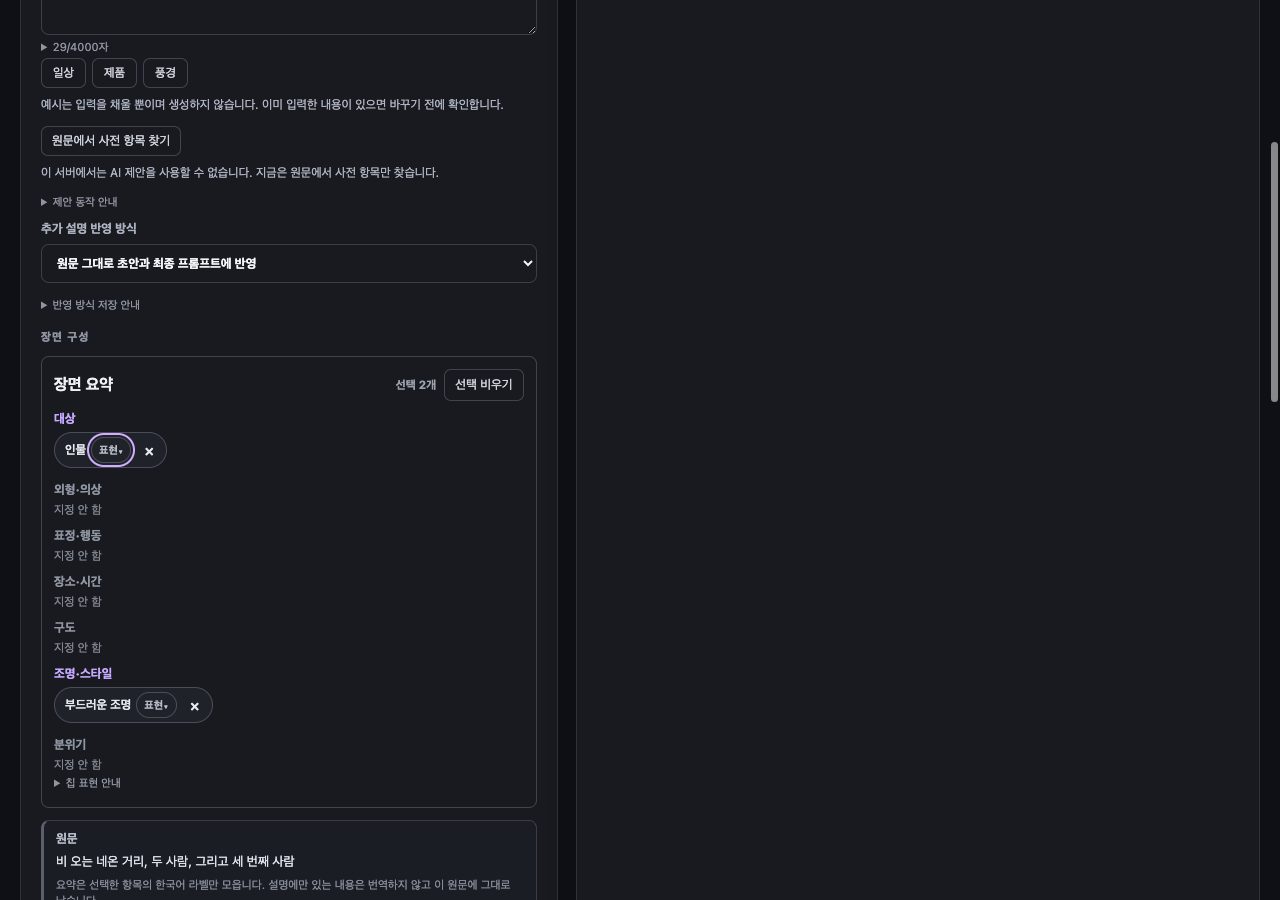 29/4000자
일상 제품 풍경
예시는 입력을 채울 뿐이며 생성하지 않습니다. 이미 입력한 내용이 있으면 바꾸기 전에 확인합니다.
원문에서 사전 항목 찾기
이 서버에서는 AI 제안을 사용할 수 없습니다. 지금은 원문에서 사전 항목만 찾습니다.
제안 동작 안내
추가 설명 반영 방식
원문 그대로 초안과 최종 프롬프트에 반영
반영 방식 저장 안내
장면 구성
장면 요약 선택 2개 선택 비우기
대상
인물 표현
외형·의상
지정 안 함
표정·행동
지정 안 함
장소·시간
지정 안 함
구도
지정 안 함
조명·스타일
부드러운 조명 표현
분위기
지정 안 함
칩 표현 안내
원문
비 오는 네온 거리, 두 사람, 그리고 세 번째 사람
요약은 선택한 항목의 한국어 라벨만 모읍니다. 설명에만 있는 내용은 번역하지 않고 이 원문에 그대로